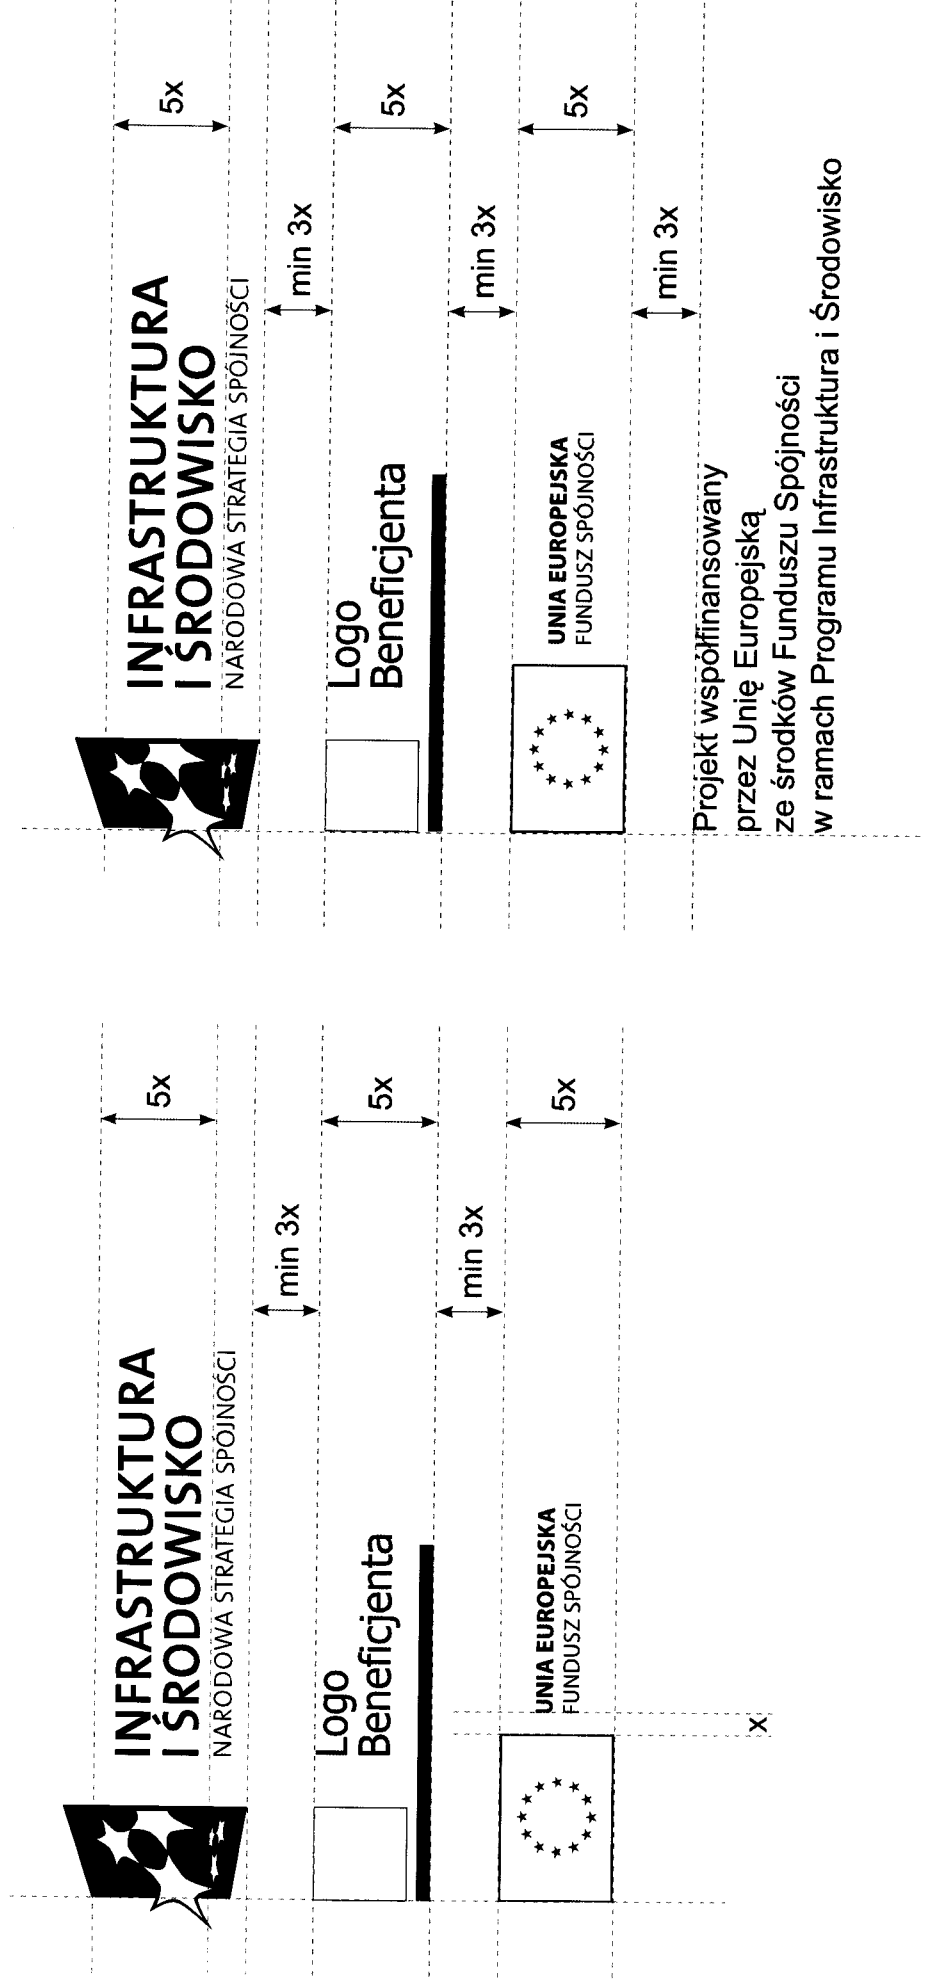 INFRASTRUKTURA
I ŚRODOWISKO
NARODOWA STRATEGIA SPÓJNOŚCI
5x
min 3x
Logo
Beneficjenta
5x
min 3x
UNIA EUROPEJSKA
FUNDUSZ SPÓJNOŚCI
5x
x
INFRASTRUKTURA
I ŚRODOWISKO
NARODOWA STRATEGIA SPÓJNOŚCI
5x
min 3x
Logo
Beneficjenta
5x
min 3x
UNIA EUROPEJSKA
FUNDUSZ SPÓJNOŚCI
5x
min 3x
Projekt współfinansowany
przez Unię Europejską
ze środków Funduszu Spójności
w ramach Programu Infrastruktura i Środowisko